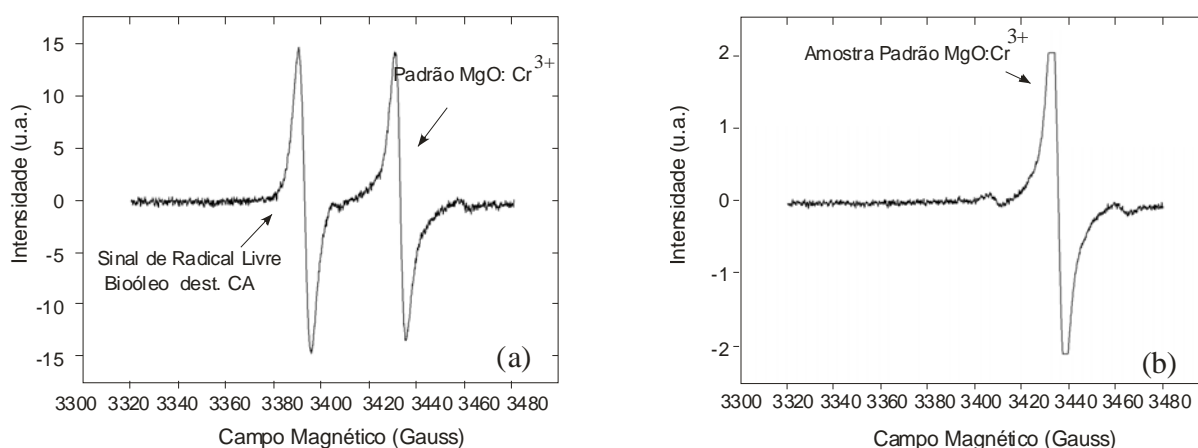 15
10
5
0
-5
-10
-15
Intensidade (u.a.)
Padrão MgO: Cr3+
Sinal de Radical Livre
Bioóleo dest. CA
(a)
3300 3320 3340 3360 3380 3400 3420 3440 3460 3480
Campo Magnético (Gauss)
2
1
0
-1
-2
Intensidade (u.a.)
Amostra Padrão MgO:Cr3+
(b)
3300 3320 3340 3360 3380 3400 3420 3440 3460 3480
Campo Magnético (Gauss)